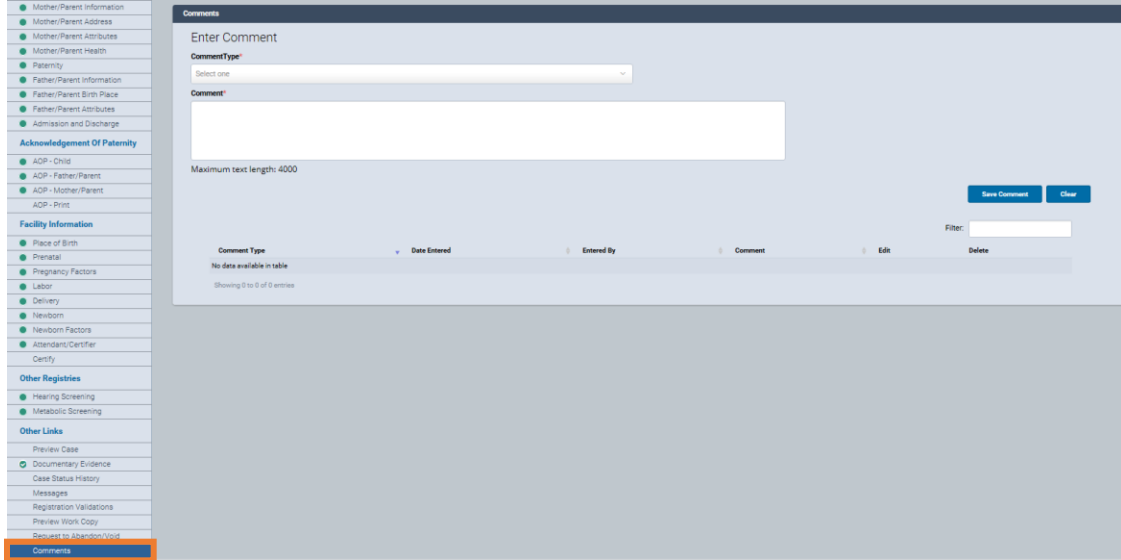 Mother/Parent Information
Mother/Parent Address
Mother/Parent Attributes
Mother/Parent Health
Paternity
Father/Parent Information
Father/Parent Birth Place
Father/Parent Attributes
Admission and Discharge
Acknowledgement Of Paternity
AOP - Child
AOP - Father/Parent
AOP - Mother/Parent
AOP - Print
Facility Information
Place of Birth
Prenatal
Pregnancy Factors
Labor
Delivery
Newborn
Newborn Factors
Attendant/Certifier
Certify
Other Registries
Hearing Screening
Metabolic Screening
Other Links
Preview Case
Documentary Evidence
Case Status History
Messages
Registration Validations
Preview Work Copy
Request to Abandon/Void
Comments
Comments
Enter Comment
CommentType*
Select one
Comment*
Maximum text length: 4000
Save Comment Clear
Filter:
Comment Type Date Entered Entered By Comment Edit Delete
No data available in table
Showing 0 to 0 of 0 entries